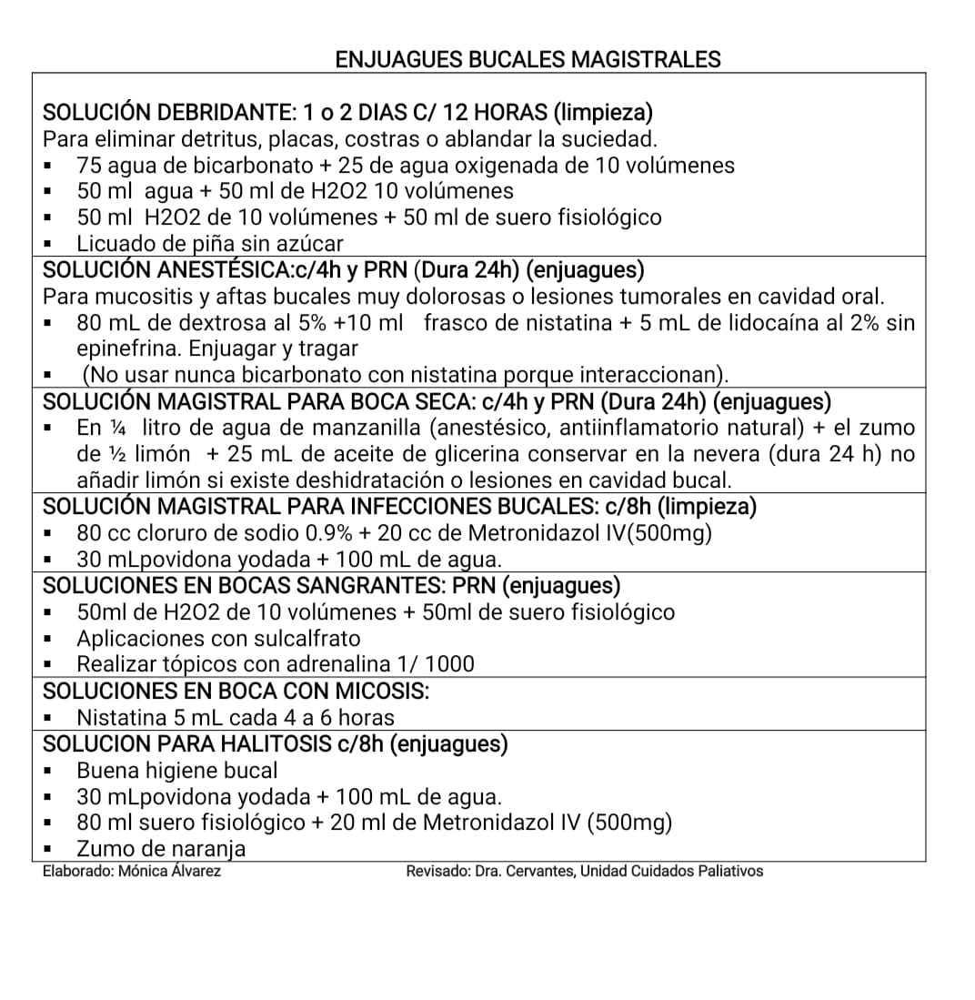 ENJUAGUES BUCALES MAGISTRALES
SOLUCIÓN DEBRIDANTE: 1 o 2 DIAS C/ 12 HORAS (limpieza)
Para eliminar detritus, placas, costras o ablandar la suciedad.
▪ 75 agua de bicarbonato + 25 de agua oxigenada de 10 volúmenes
▪ 50 ml agua + 50 ml de H2O2 10 volúmenes
▪ 50 ml H2O2 de 10 volúmenes + 50 ml de suero fisiológico
▪ Licuado de piña sin azúcar
SOLUCIÓN ANESTÉSICA:c/4h y PRN (Dura 24h) (enjuagues)
Para mucositis y aftas bucales muy dolorosas o lesiones tumorales en cavidad oral.
▪ 80 mL de dextrosa al 5% +10 ml frasco de nistatina + 5 mL de lidocaína al 2% sin
epinefrina. Enjuagar y tragar
▪ (No usar nunca bicarbonato con nistatina porque interaccionan).
SOLUCIÓN MAGISTRAL PARA BOCA SECA: c/4h y PRN (Dura 24h) (enjuagues)
▪ En ¼ litro de agua de manzanilla (anestésico, antiinflamatorio natural) + el zumo
de ½ limón + 25 mL de aceite de glicerina conservar en la nevera (dura 24 h) no
añadir limón si existe deshidratación o lesiones en cavidad bucal.
SOLUCIÓN MAGISTRAL PARA INFECCIONES BUCALES: c/8h (limpieza)
▪ 80 cc cloruro de sodio 0.9% + 20 cc de Metronidazol IV(500mg)
▪ 30 mLpovidona yodada + 100 mL de agua.
SOLUCIONES EN BOCAS SANGRANTES: PRN (enjuagues)
▪ 50ml de H2O2 de 10 volúmenes + 50ml de suero fisiológico
▪ Aplicaciones con sulcalfrato
▪ Realizar tópicos con adrenalina 1/ 1000
SOLUCIONES EN BOCA CON MICOSIS:
▪ Nistatina 5 mL cada 4 a 6 horas
SOLUCION PARA HALITOSIS c/8h (enjuagues)
▪ Buena higiene bucal
▪ 30 mLpovidona yodada + 100 mL de agua.
▪ 80 ml suero fisiológico + 20 ml de Metronidazol IV (500mg)
▪ Zumo de naranja
Elaborado: Mónica Álvarez Revisado: Dra. Cervantes, Unidad Cuidados Paliativos